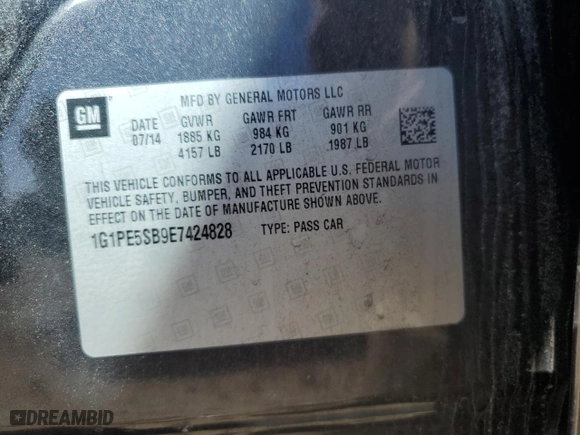 GM
MFD BY GENERAL MOTORS LLC
DATE GVWR GAWR FRT GAWR RR
07/14 1885 KG 984 KG 901 KG
4157 LB 2170 LB 1987 LB
THIS VEHICLE CONFORMS TO ALL APPLICABLE U.S. FEDERAL MOTOR
VEHICLE SAFETY, BUMPER, AND THEFT PREVENTION STANDARDS IN
EFFECT ON THE DATE OF MANUFACTURE SHOWN ABOVE.
1G1PE5SB9E7424828 TYPE: PASS CAR
DREAMBID